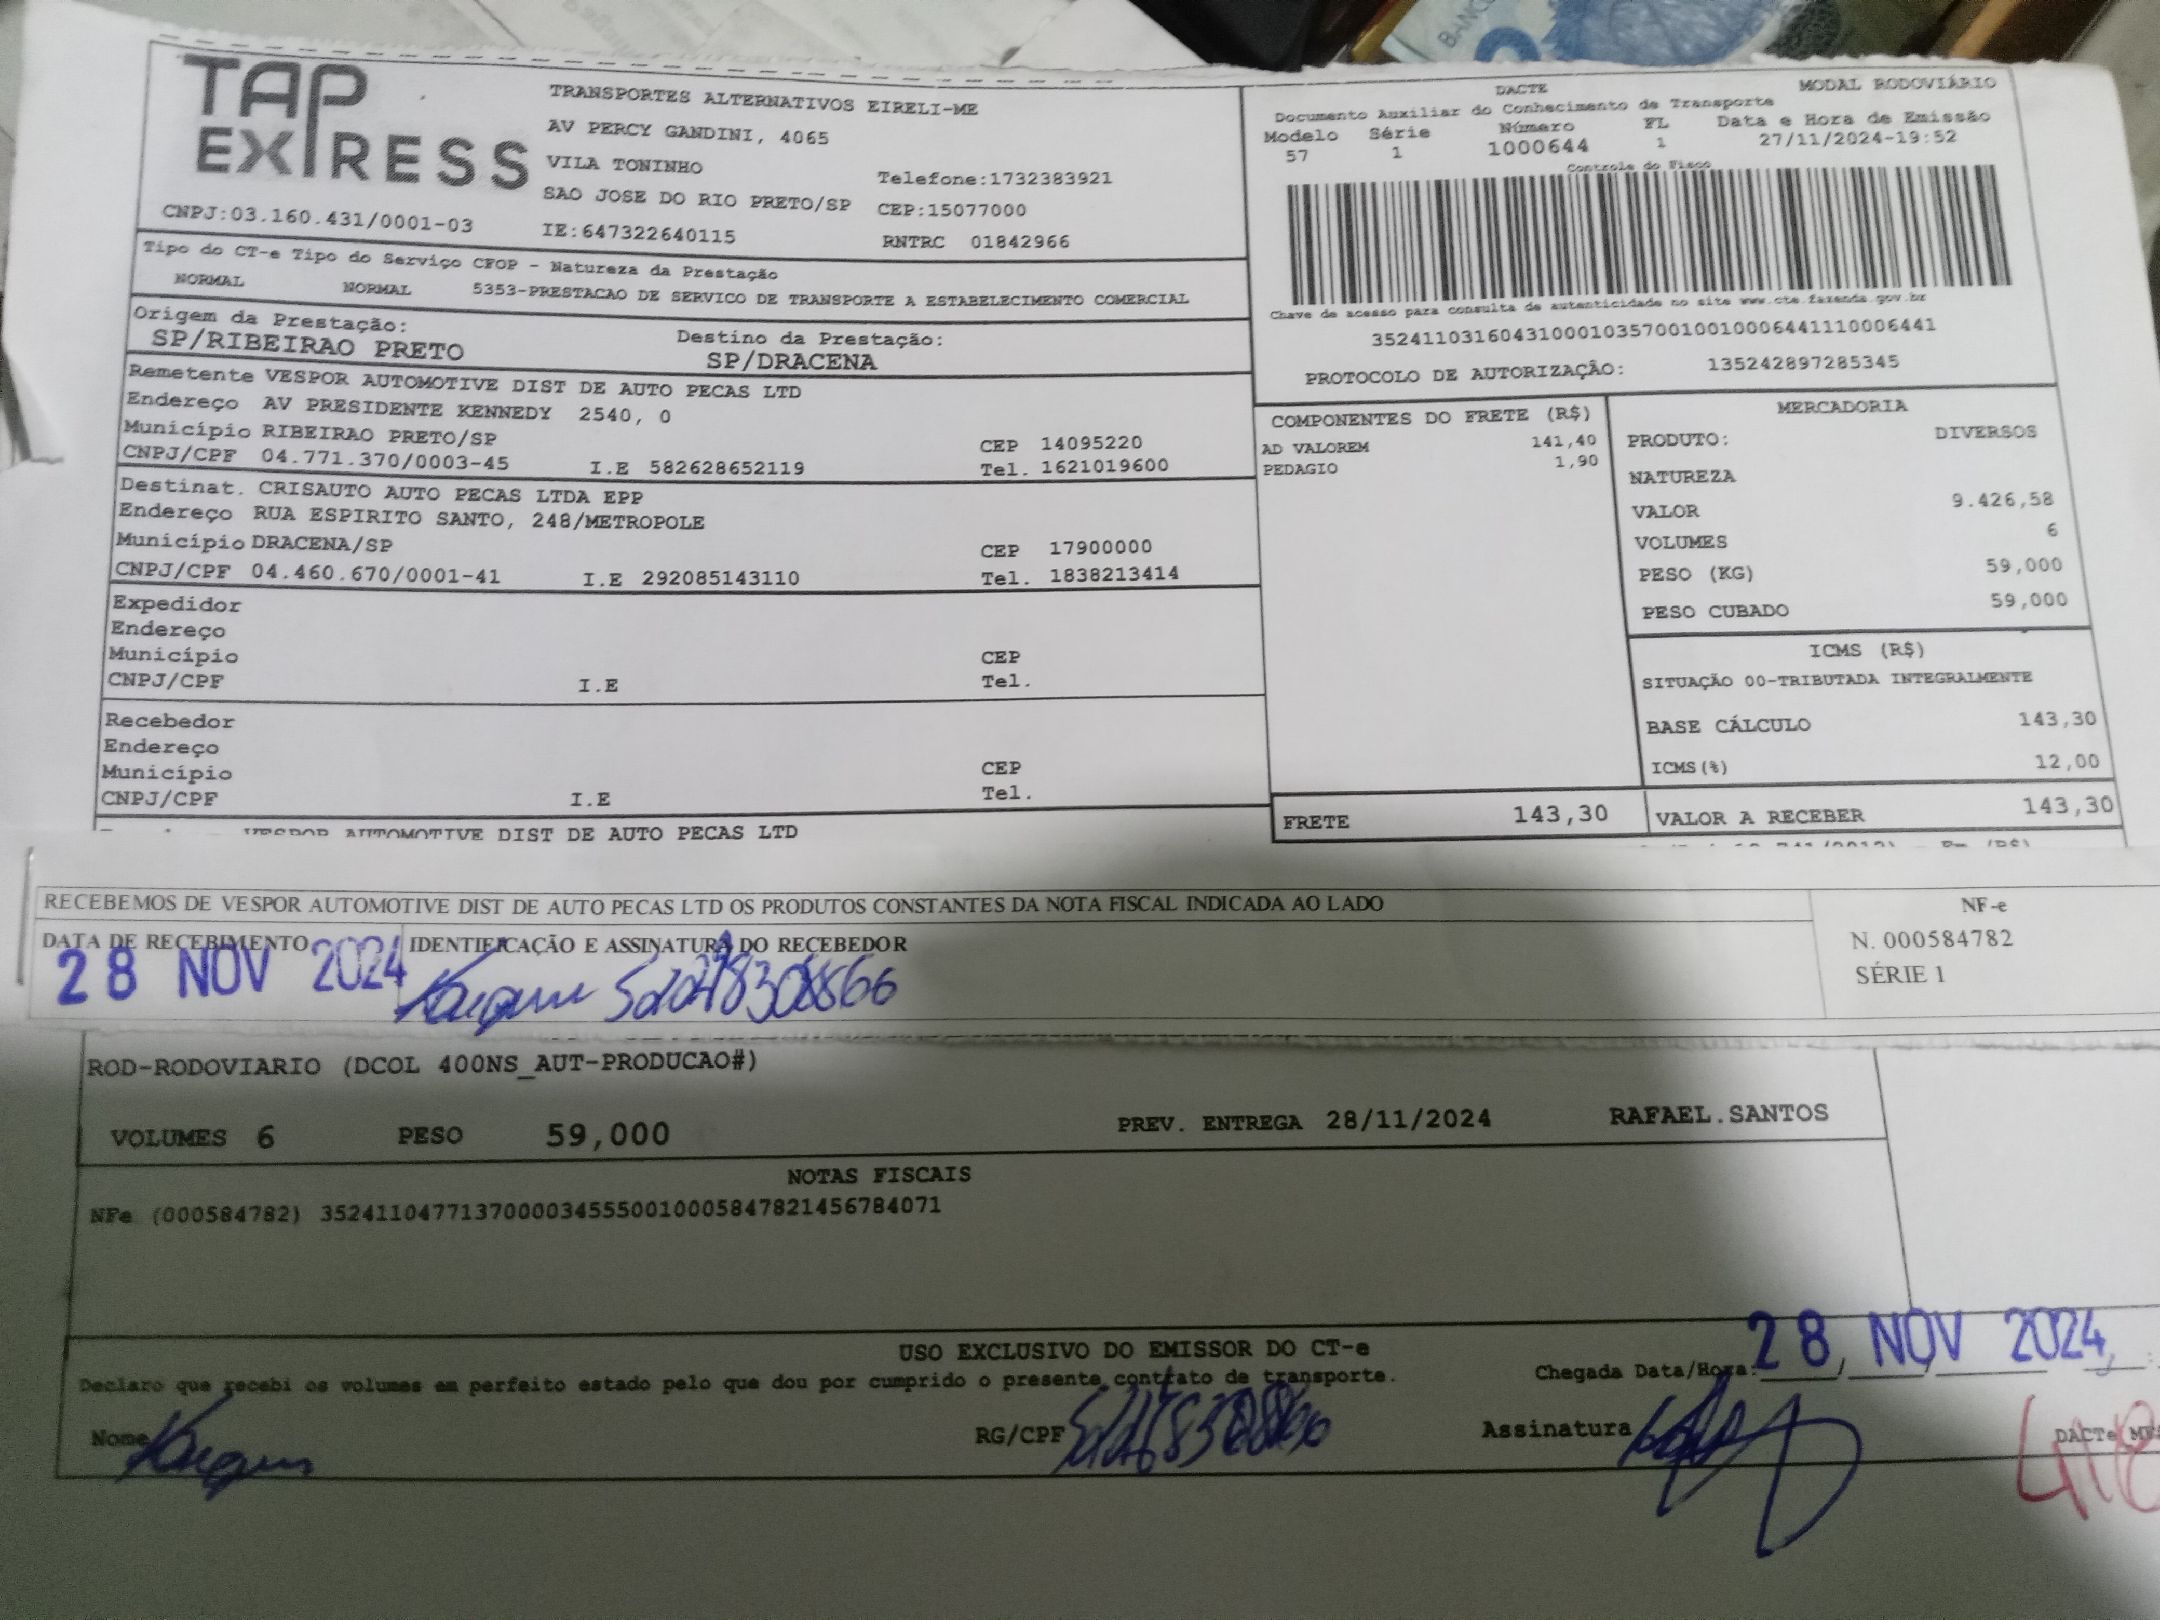 TAP EXPRESS
TRANSPORTES ALTERNATIVOS EIRELI-ME
AV PERCY GANDINI, 4065
VILA TONINHO
Telefone:1732383921
SAO JOSE DO RIO PRETO/SP CEP:15077000
CNPJ:03.160.431/0001-03 IE:647322640115 RNTRC 01842966
DACTE MODAL RODOVIÁRIO
Documento Auxiliar do Conhecimento de Transporte
Modelo Série Número FL Data e Hora de Emissão
57 1 1000644 1 27/11/2024-19:52
Controle do Fisco
Chave de acesso para consulta de autenticidade no site www.cte.fazenda.gov.br
35241103160431000103570010010006441110006441
PROTOCOLO DE AUTORIZAÇÃO: 135242897285345
Tipo do CT-e Tipo do Serviço CFOP - Natureza da Prestação
NORMAL NORMAL 5353-PRESTACAO DE SERVICO DE TRANSPORTE A ESTABELECIMENTO COMERCIAL
Origem da Prestação: Destino da Prestação:
SP/RIBEIRAO PRETO SP/DRACENA
Remetente VESPOR AUTOMOTIVE DIST DE AUTO PECAS LTD
Endereço AV PRESIDENTE KENNEDY 2540, 0
Município RIBEIRAO PRETO/SP CEP 14095220
CNPJ/CPF 04.771.370/0003-45 I.E 582628652119 Tel. 1621019600
Destinat. CRISAUTO AUTO PECAS LTDA EPP
Endereço RUA ESPIRITO SANTO, 248/METROPOLE
Município DRACENA/SP CEP 17900000
CNPJ/CPF 04.460.670/0001-41 I.E 292085143110 Tel. 1838213414
Expedidor
Endereço
Município CEP
CNPJ/CPF I.E Tel.
Recebedor
Endereço
Município CEP
CNPJ/CPF I.E Tel.
VESPOR AUTOMOTIVE DIST DE AUTO PECAS LTD
COMPONENTES DO FRETE (R$)
AD VALOREM 141,40
PEDAGIO 1,90
MERCADORIA
PRODUTO: DIVERSOS
NATUREZA
VALOR 9.426,58
VOLUMES 6
PESO (KG) 59,000
PESO CUBADO 59,000
ICMS (R$)
SITUAÇÃO 00-TRIBUTADA INTEGRALMENTE
BASE CÁLCULO 143,30
ICMS(%) 12,00
FRETE 143,30 VALOR A RECEBER 143,30
RECEBEMOS DE VESPOR AUTOMOTIVE DIST DE AUTO PECAS LTD OS PRODUTOS CONSTANTES DA NOTA FISCAL INDICADA AO LADO
NF-e
N. 000584782
SÉRIE 1
DATA DE RECEBIMENTO IDENTIFICAÇÃO E ASSINATURA DO RECEBEDOR
28 NOV 2024
ROD-RODOVIARIO (DCOL 400NS_AUT-PRODUCAO#)
VOLUMES 6 PESO 59,000 PREV. ENTREGA 28/11/2024 RAFAEL.SANTOS
NOTAS FISCAIS
NFe (000584782) 35241104771370000345550010005847821456784071
USO EXCLUSIVO DO EMISSOR DO CT-e
Declaro que recebi os volumes em perfeito estado pelo que dou por cumprido o presente contrato de transporte.
Chegada Data/Hora: 28 NOV 2024
Nome RG/CPF Assinatura